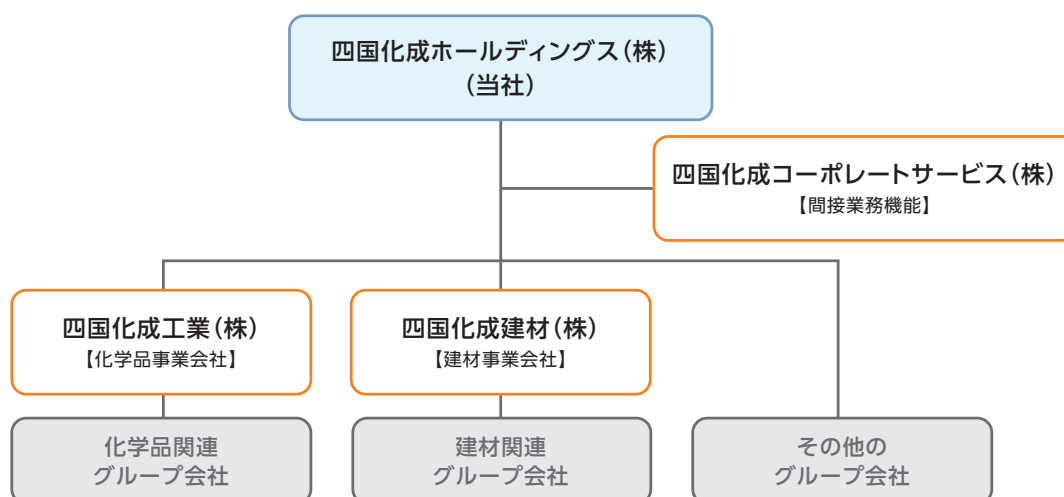 四国化成ホールディングス(株)
(当社)
四国化成コーポレートサービス(株)
【間接業務機能】
四国化成工業(株)
【化学品事業会社】
四国化成建材(株)
【建材事業会社】
化学品関連
グループ会社
建材関連
グループ会社
その他の
グループ会社